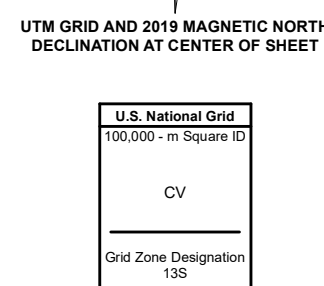 UTM GRID AND 2019 MAGNETIC NORTH
DECLINATION AT CENTER OF SHEET
U.S. National Grid
100,000 - m Square ID
CV
Grid Zone Designation
13S